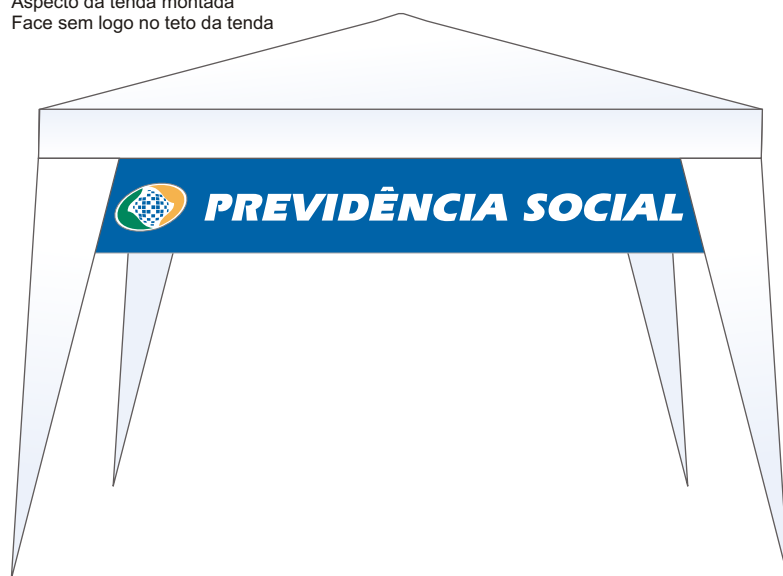 Aspecto da tenda montada
Face sem logo no teto da tenda
PREVIDÊNCIA SOCIAL